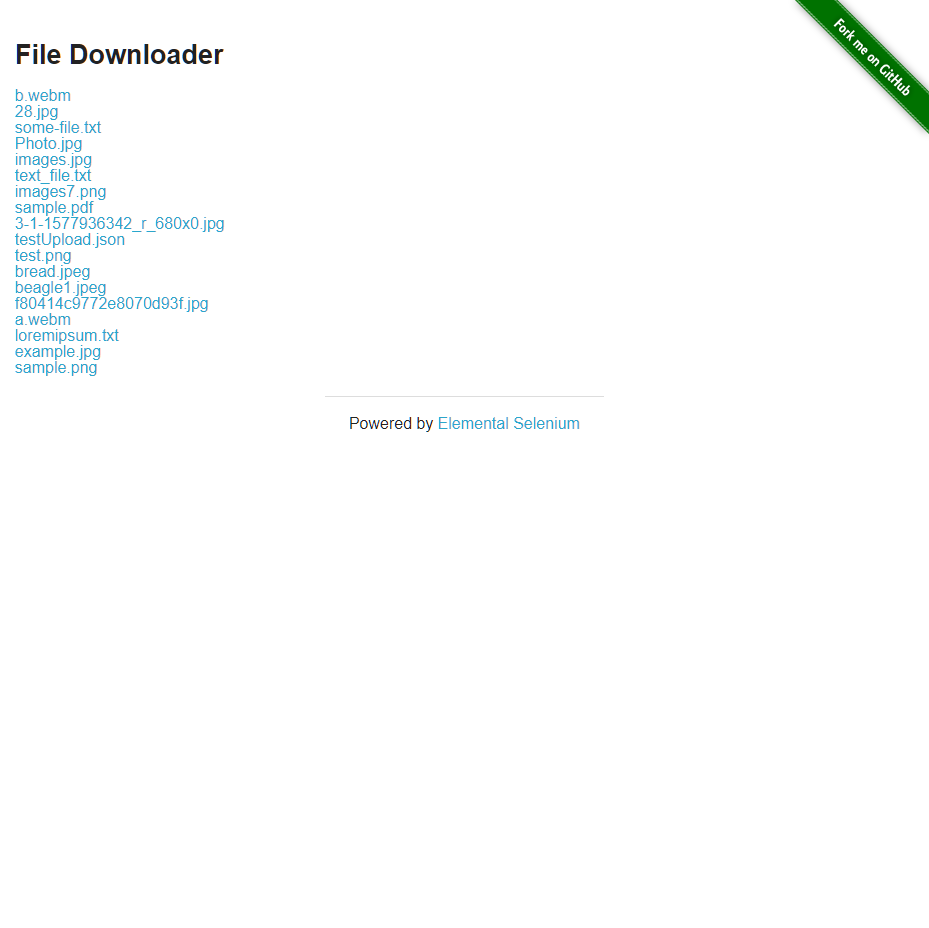 Fork me on GitHub
File Downloader
b.webm
28.jpg
some-file.txt
Photo.jpg
images.jpg
text_file.txt
images7.png
sample.pdf
3-1-1577936342_r_680x0.jpg
testUpload.json
test.png
bread.jpeg
beagle1.jpeg
f80414c9772e8070d93f.jpg
a.webm
loremipsum.txt
example.jpg
sample.png
Powered by Elemental Selenium